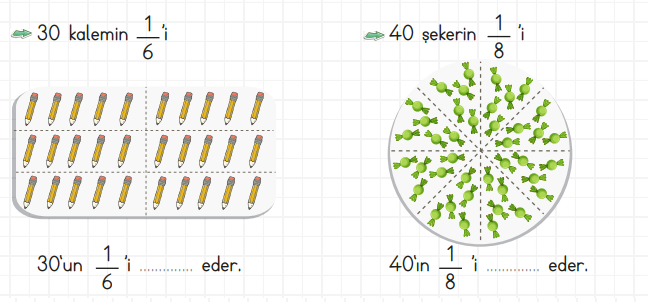 30 kalemin 1/6 'i
40 şekerin 1/8 'i
30'un 1/6 'i .............. eder.
40'ın 1/8 'i .............. eder.